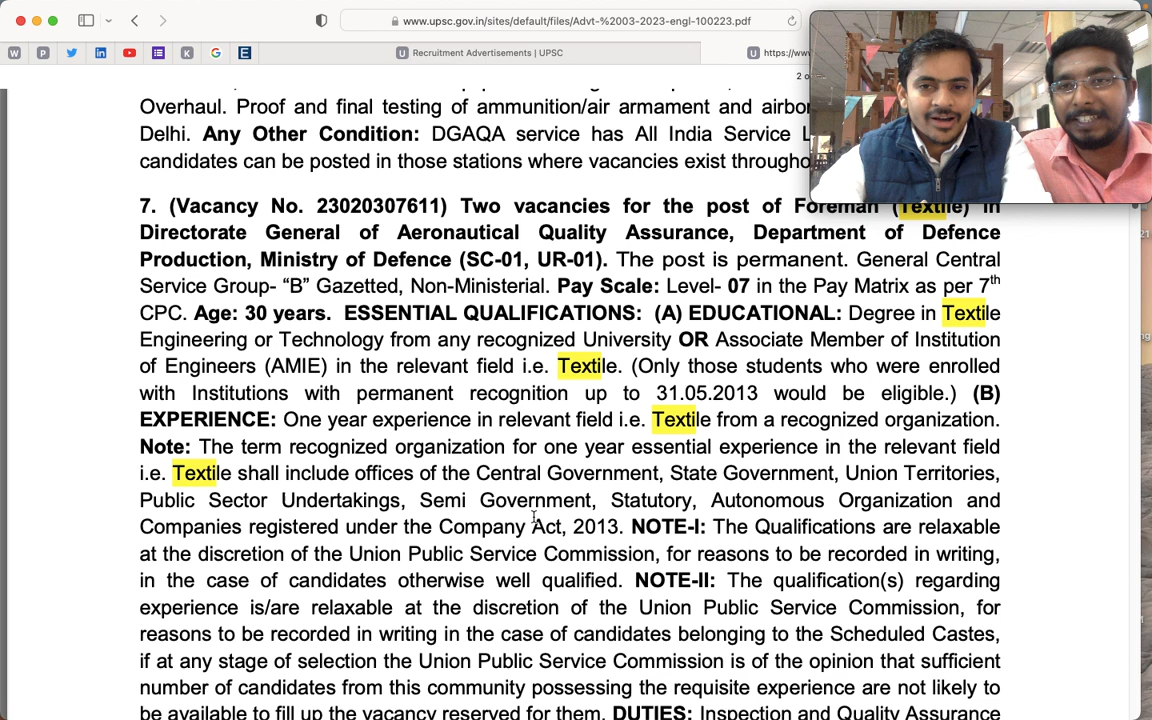 www.upsc.gov.in/sites/default/files/Advt-%2003-2023-engl-100223.pdf
W P K G E U Recruitment Advertisements | UPSC U https://www
2 o
Overhaul. Proof and final testing of ammunition/air armament and airbor
Delhi. Any Other Condition: DGAQA service has All India Service L
candidates can be posted in those stations where vacancies exist througho
7. (Vacancy No. 23020307611) Two vacancies for the post of Foreman (Textile) in
Directorate General of Aeronautical Quality Assurance, Department of Defence
Production, Ministry of Defence (SC-01, UR-01). The post is permanent. General Central
Service Group- “B” Gazetted, Non-Ministerial. Pay Scale: Level- 07 in the Pay Matrix as per 7th
CPC. Age: 30 years. ESSENTIAL QUALIFICATIONS: (A) EDUCATIONAL: Degree in Textile
Engineering or Technology from any recognized University OR Associate Member of Institution
of Engineers (AMIE) in the relevant field i.e. Textile. (Only those students who were enrolled
with Institutions with permanent recognition up to 31.05.2013 would be eligible.) (B)
EXPERIENCE: One year experience in relevant field i.e. Textile from a recognized organization.
Note: The term recognized organization for one year essential experience in the relevant field
i.e. Textile shall include offices of the Central Government, State Government, Union Territories,
Public Sector Undertakings, Semi Government, Statutory, Autonomous Organization and
Companies registered under the Company Act, 2013. NOTE-I: The Qualifications are relaxable
at the discretion of the Union Public Service Commission, for reasons to be recorded in writing,
in the case of candidates otherwise well qualified. NOTE-II: The qualification(s) regarding
experience is/are relaxable at the discretion of the Union Public Service Commission, for
reasons to be recorded in writing in the case of candidates belonging to the Scheduled Castes,
if at any stage of selection the Union Public Service Commission is of the opinion that sufficient
number of candidates from this community possessing the requisite experience are not likely to
be available to fill up the vacancy reserved for them. DUTIES: Inspection and Quality Assurance